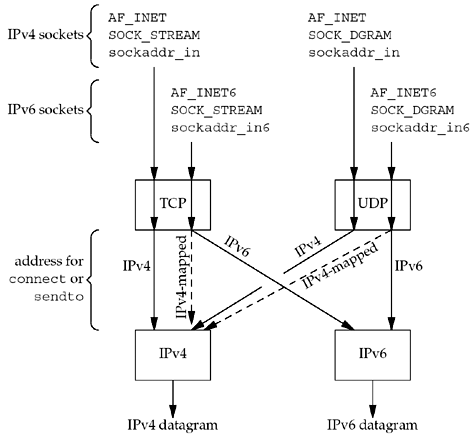 IPv4 sockets
AF_INET
SOCK_STREAM
sockaddr_in
AF_INET
SOCK_DGRAM
sockaddr_in
IPv6 sockets
AF_INET6
SOCK_STREAM
sockaddr_in6
AF_INET6
SOCK_DGRAM
sockaddr_in6
TCP
UDP
address for
connect or
sendto
IPv4
IPv4-mapped
IPv6
IPv4
IPv4-mapped
IPv6
IPv4
IPv6
IPv4 datagram
IPv6 datagram